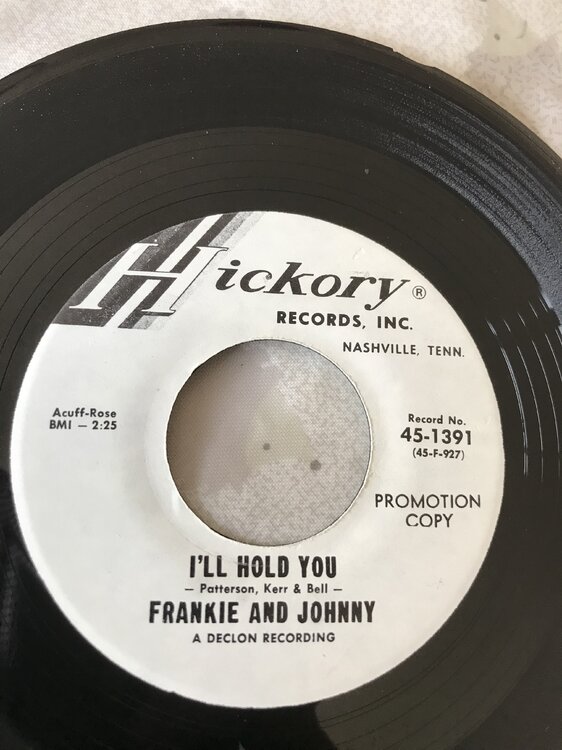 Hickory®
RECORDS, INC.
NASHVILLE, TENN.
Acuff-Rose
BMI — 2:25
Record No.
45-1391
(45-F-927)
PROMOTION
COPY
I'LL HOLD YOU
— Patterson, Kerr & Bell —
FRANKIE AND JOHNNY
A DECLON RECORDING